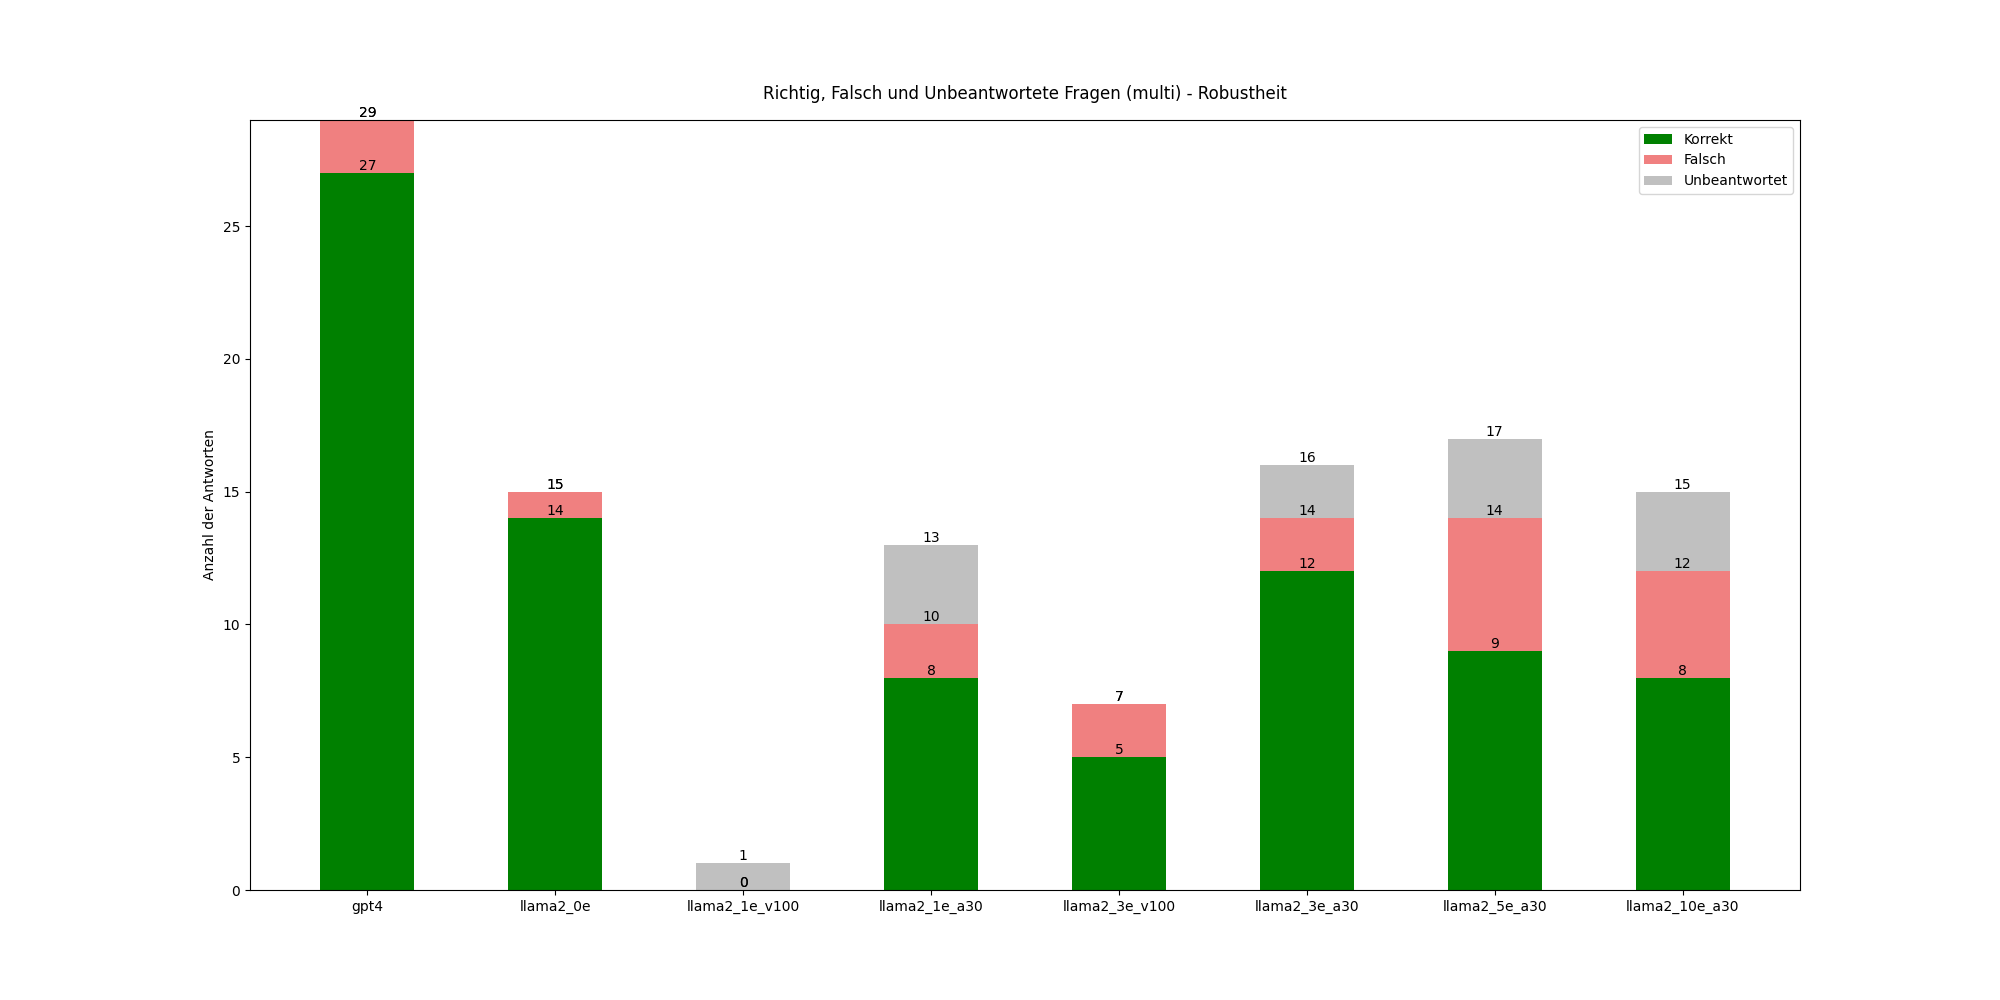 Richtig, Falsch und Unbeantwortete Fragen (multi) - Robustheit
Korrekt
Falsch
Unbeantwortet
Anzahl der Antworten
25
20
15
10
5
0
29
27
15
14
1
0
13
10
8
7
5
16
14
12
17
14
9
15
12
8
gpt4
llama2_0e
llama2_1e_v100
llama2_1e_a30
llama2_3e_v100
llama2_3e_a30
llama2_5e_a30
llama2_10e_a30